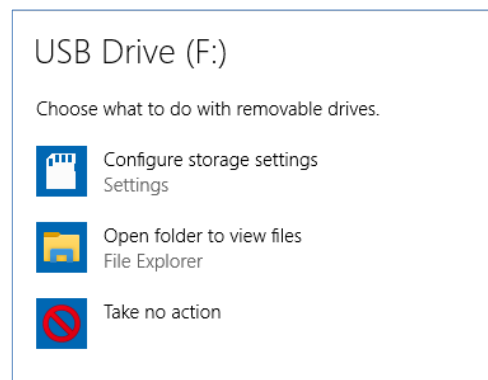 USB Drive (F:)
Choose what to do with removable drives.
Configure storage settings
Settings
Open folder to view files
File Explorer
Take no action